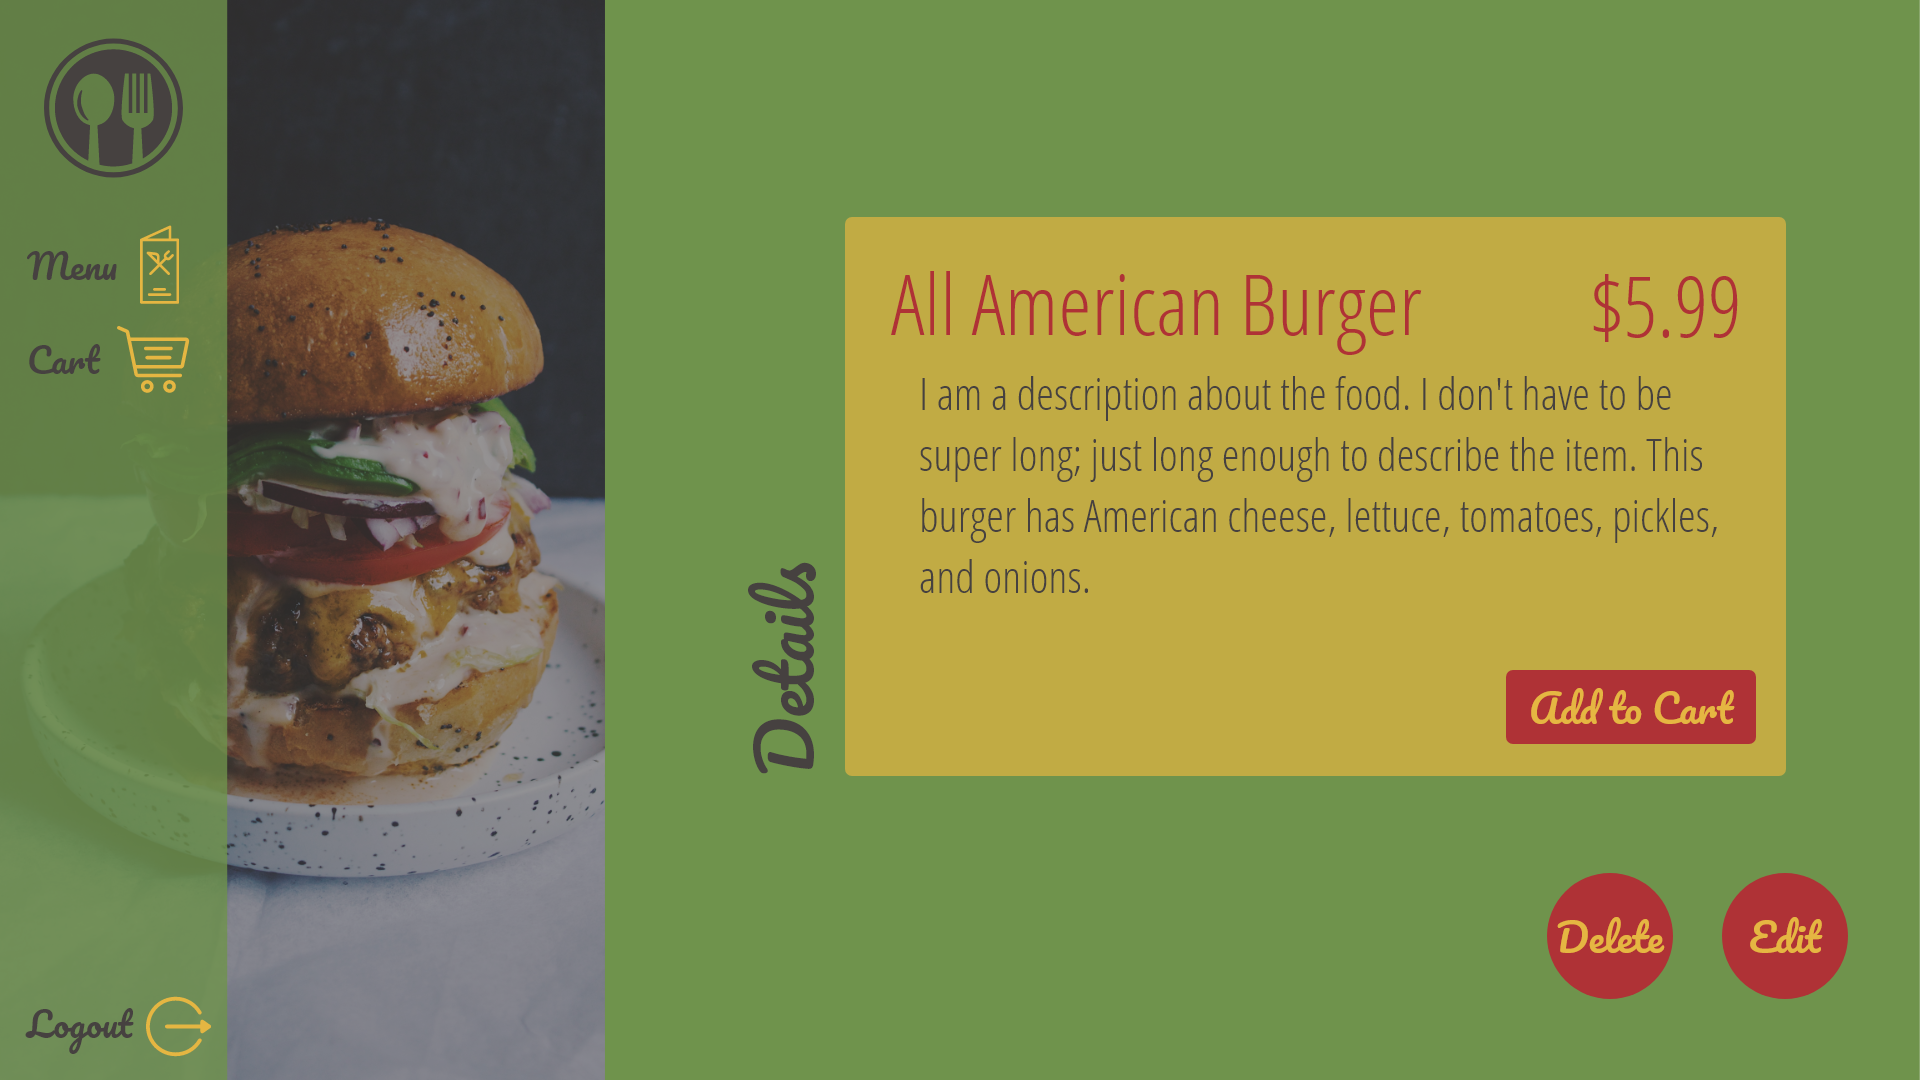 Menu
Cart
Logout
Details
All American Burger
$5.99
I am a description about the food. I don't have to be
super long; just long enough to describe the item. This
burger has American cheese, lettuce, tomatoes, pickles,
and onions.
Add to Cart
Delete
Edit